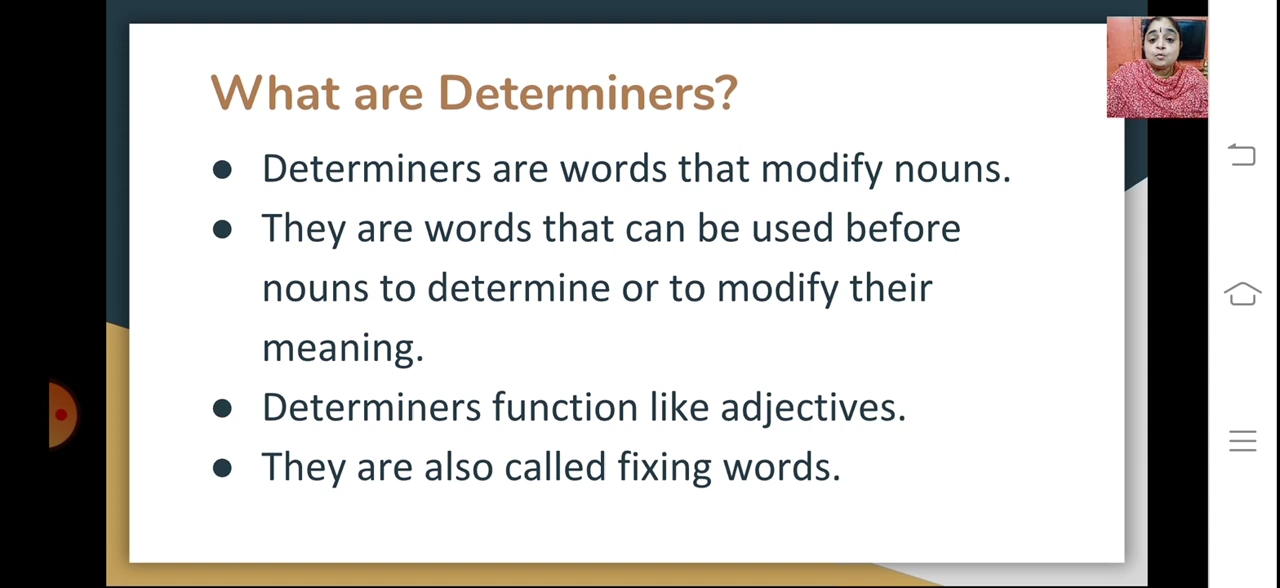 What are Determiners?
● Determiners are words that modify nouns.
● They are words that can be used before
nouns to determine or to modify their
meaning.
● Determiners function like adjectives.
● They are also called fixing words.